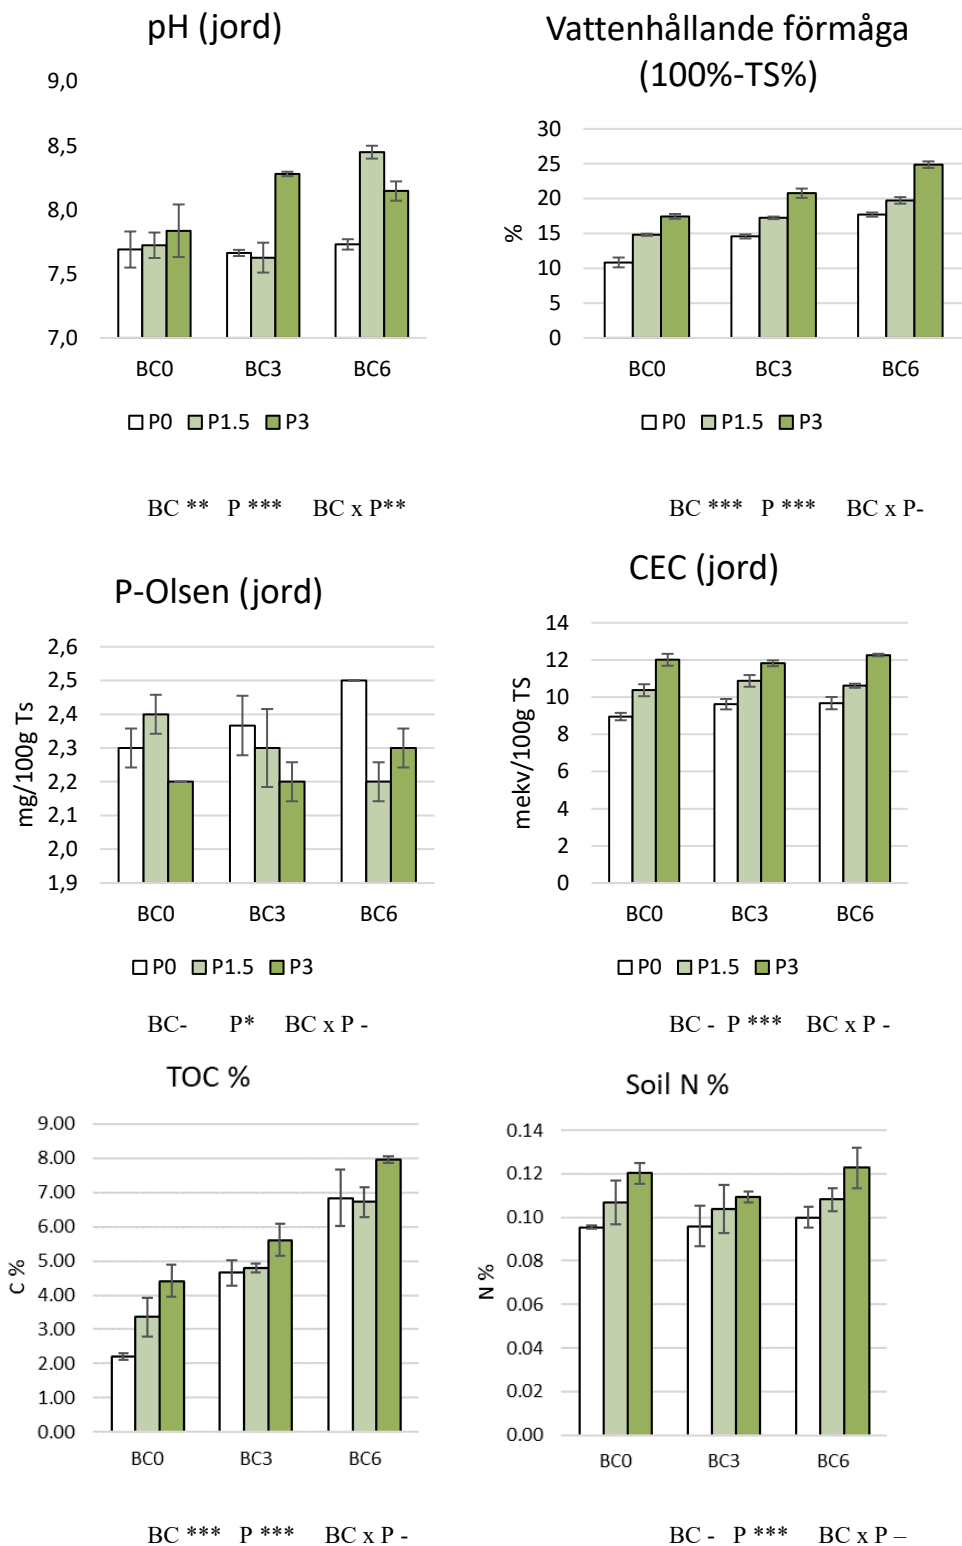 pH (jord)
9,0
8,5
8,0
7,5
7,0
BC0 BC3 BC6
P0 P1.5 P3
BC ** P *** BC x P**
Vattenhållande förmåga
(100%-TS%)
30
25
20
15
10
5
0
%
BC0 BC3 BC6
P0 P1.5 P3
BC *** P *** BC x P-
P-Olsen (jord)
2,6
2,5
2,4
2,3
2,2
2,1
2,0
1,9
mg/100g Ts
BC0 BC3 BC6
P0 P1.5 P3
BC- P* BC x P -
CEC (jord)
14
12
10
8
6
4
2
0
mekv/100g TS
BC0 BC3 BC6
P0 P1.5 P3
BC - P *** BC x P -
TOC %
9.00
8.00
7.00
6.00
5.00
4.00
3.00
2.00
1.00
0.00
C %
BC0 BC3 BC6
BC *** P *** BC x P -
Soil N %
0.14
0.12
0.10
0.08
0.06
0.04
0.02
0.00
N %
BC0 BC3 BC6
BC - P *** BC x P –